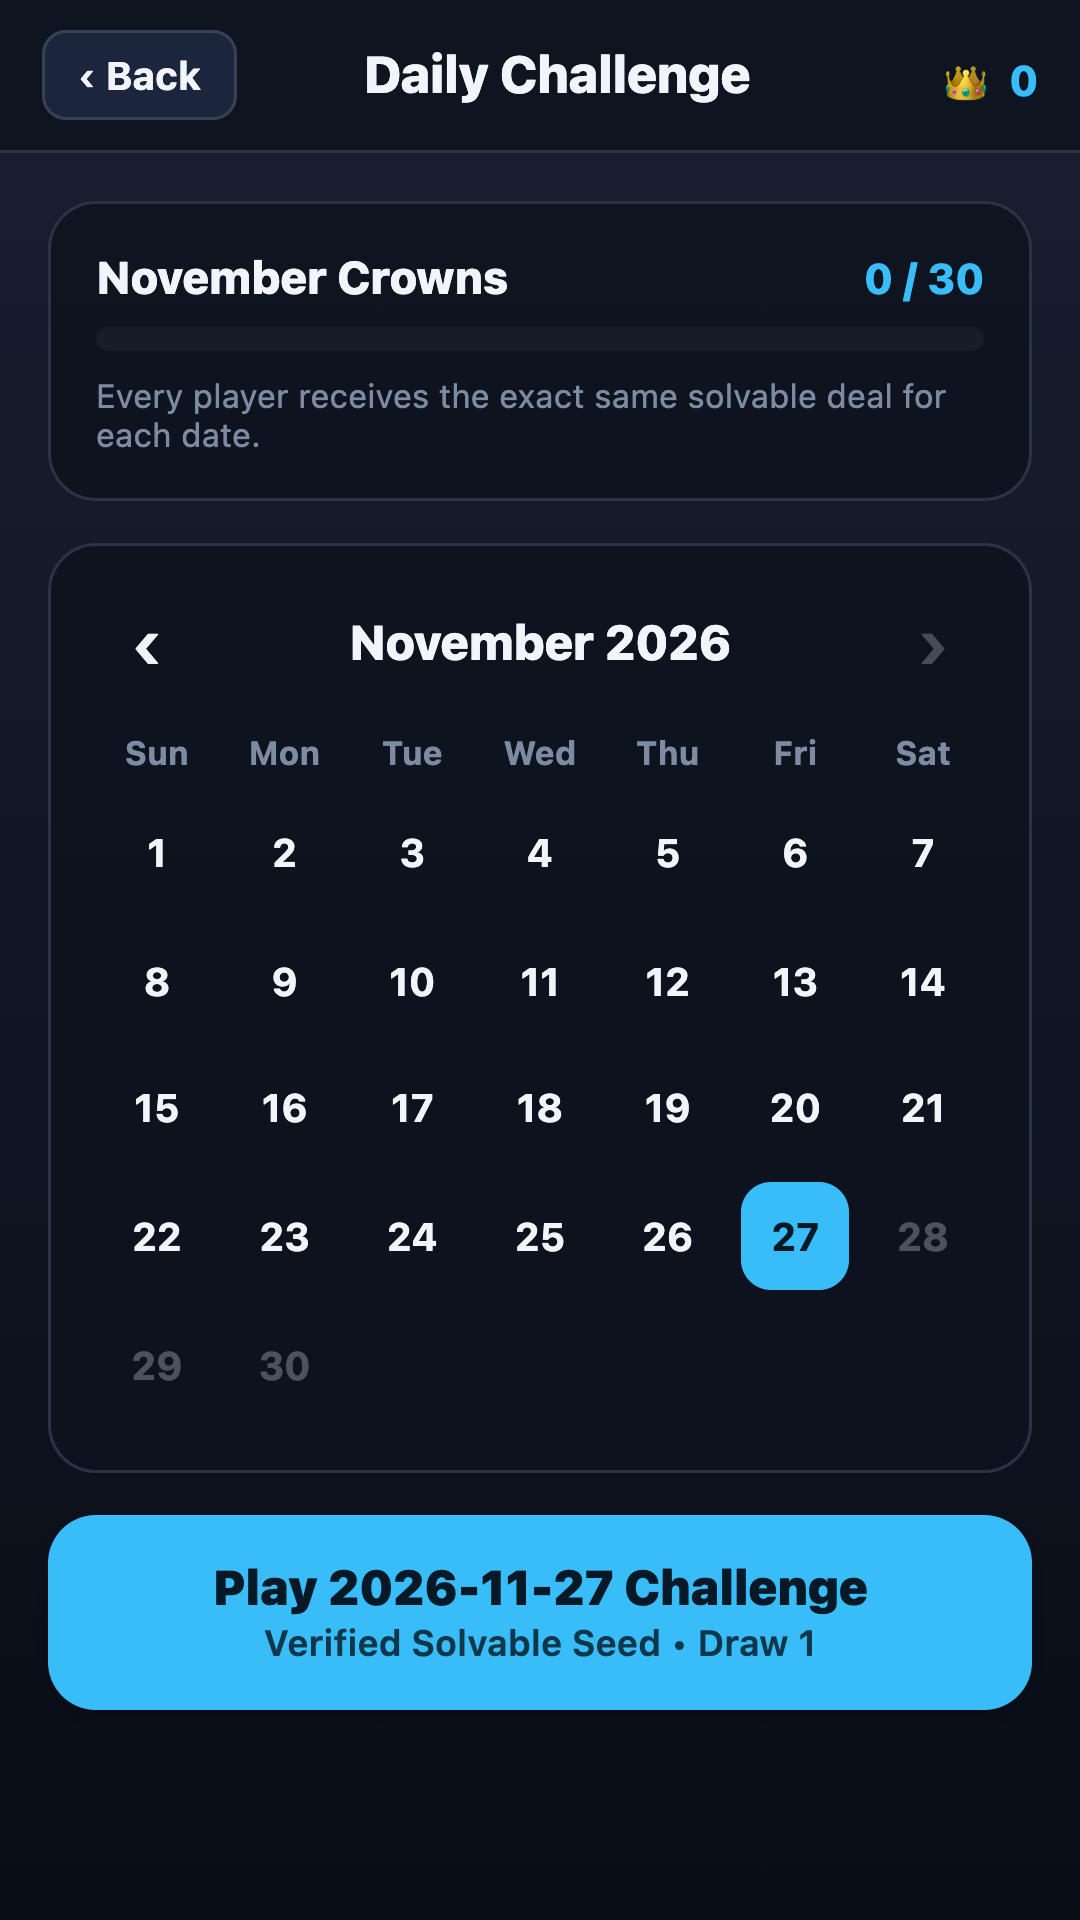 ‹ Back
Daily Challenge
0
November Crowns
0 / 30
Every player receives the exact same solvable deal for
each date.
‹
November 2026
›
Sun Mon Tue Wed Thu Fri Sat
1 2 3 4 5 6 7
8 9 10 11 12 13 14
15 16 17 18 19 20 21
22 23 24 25 26 27 28
29 30
Play 2026-11-27 Challenge
Verified Solvable Seed • Draw 1